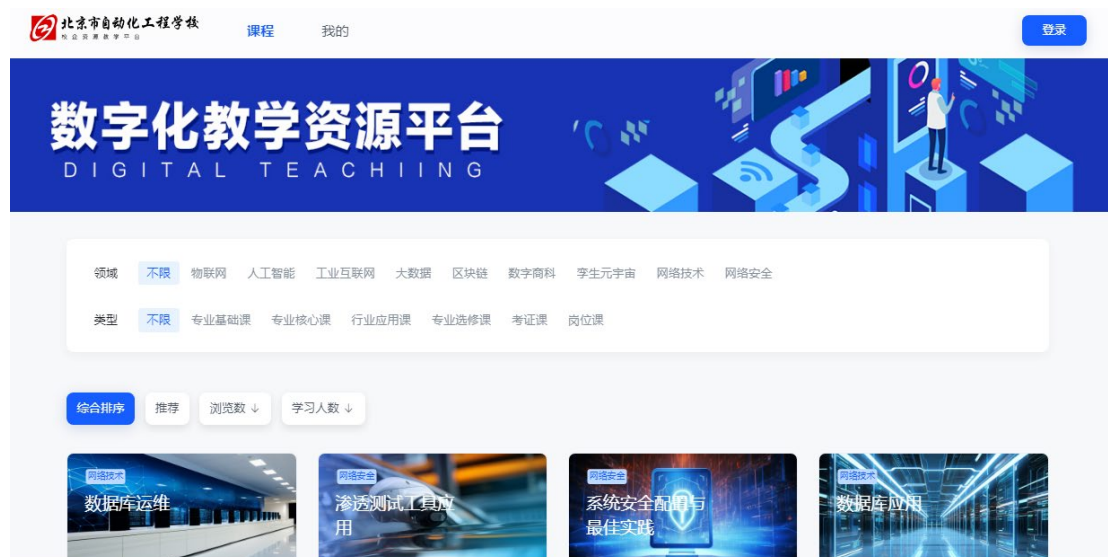 北京市自动化工程学校
校企资源教学平台
课程 我的 登录
数字化教学资源平台
DIGITAL TEACHIING
领域 不限 物联网 人工智能 工业互联网 大数据 区块链 数字商科 孪生元宇宙 网络技术 网络安全
类型 不限 专业基础课 专业核心课 行业应用课 专业选修课 考证课 岗位课
综合排序 推荐 浏览数↓ 学习人数↓
网络技术 网络安全 网络安全 网络技术
数据库运维 渗透测试工具应用 系统安全配置与最佳实践 数据库应用